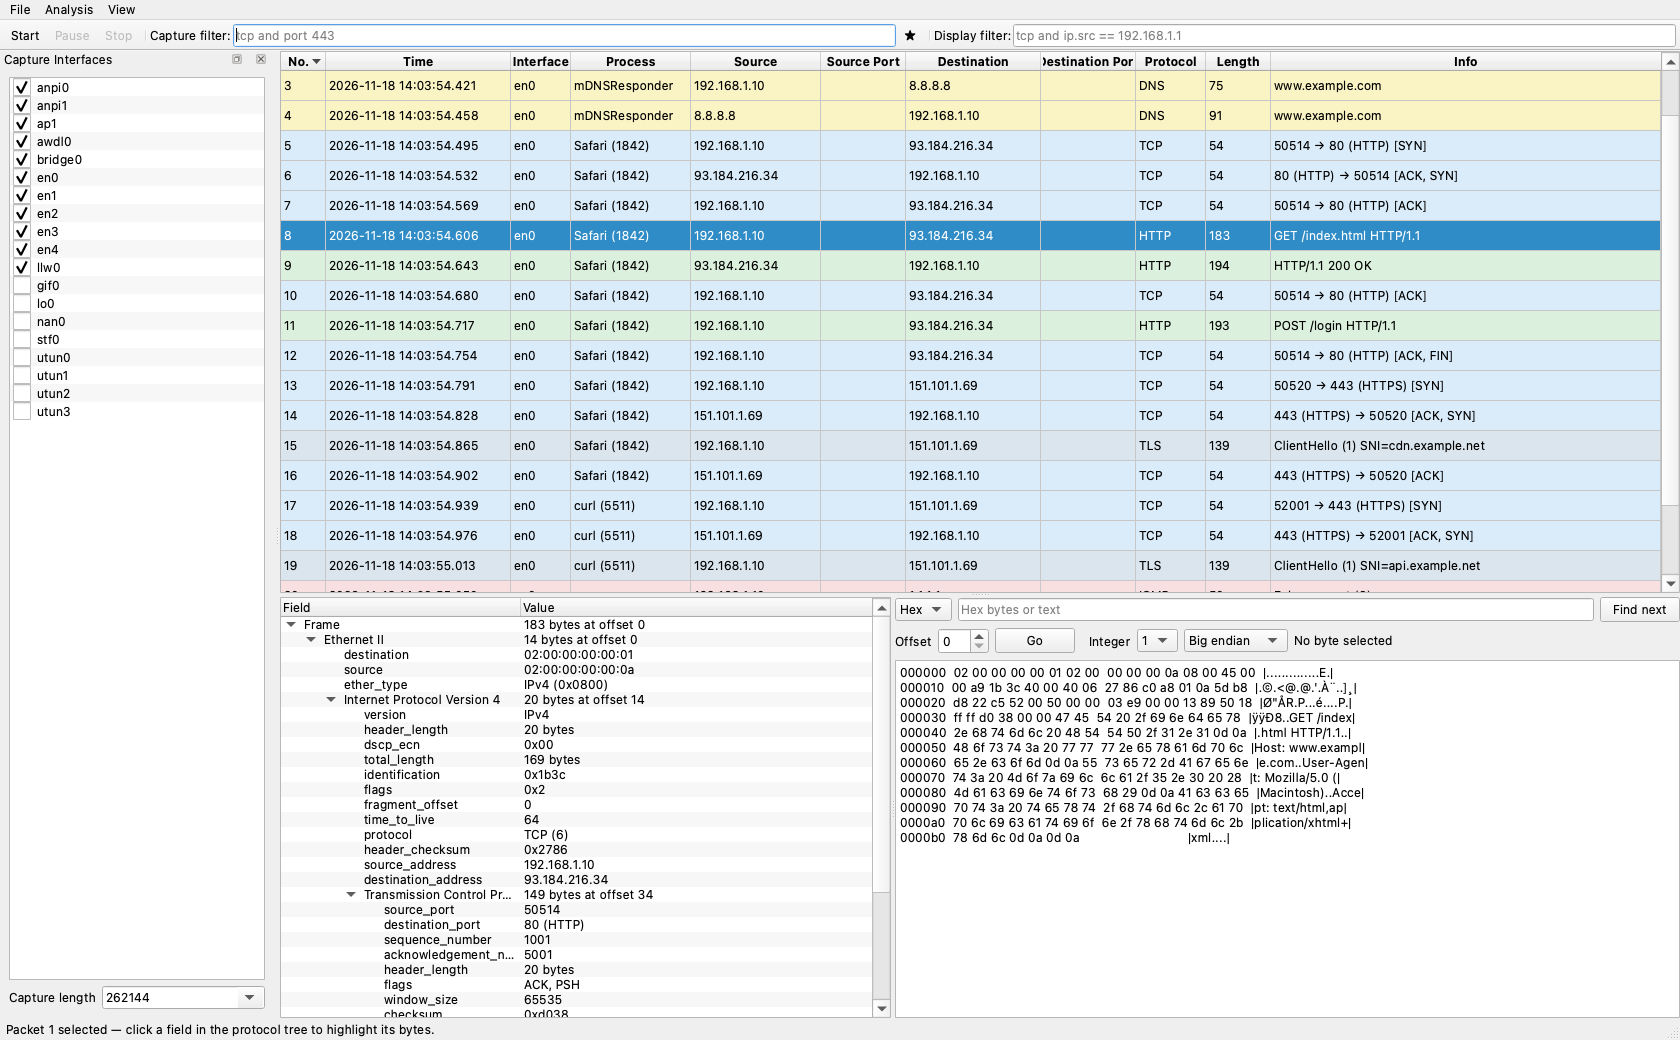 File Analysis View
Start Pause Stop Capture filter: tcp and port 443 ★ Display filter: tcp and ip.src == 192.168.1.1
Capture Interfaces
anpi0
anpi1
ap1
awdl0
bridge0
en0
en1
en2
en3
en4
llw0
gif0
lo0
nan0
stf0
utun0
utun1
utun2
utun3
Capture length 262144
No. Time Interface Process Source Source Port Destination Destination Por Protocol Length Info
3 2026-11-18 14:03:54.421 en0 mDNSResponder 192.168.1.10 8.8.8.8 DNS 75 www.example.com
4 2026-11-18 14:03:54.458 en0 mDNSResponder 8.8.8.8 192.168.1.10 DNS 91 www.example.com
5 2026-11-18 14:03:54.495 en0 Safari (1842) 192.168.1.10 93.184.216.34 TCP 54 50514 → 80 (HTTP) [SYN]
6 2026-11-18 14:03:54.532 en0 Safari (1842) 93.184.216.34 192.168.1.10 TCP 54 80 (HTTP) → 50514 [ACK, SYN]
7 2026-11-18 14:03:54.569 en0 Safari (1842) 192.168.1.10 93.184.216.34 TCP 54 50514 → 80 (HTTP) [ACK]
8 2026-11-18 14:03:54.606 en0 Safari (1842) 192.168.1.10 93.184.216.34 HTTP 183 GET /index.html HTTP/1.1
9 2026-11-18 14:03:54.643 en0 Safari (1842) 93.184.216.34 192.168.1.10 HTTP 194 HTTP/1.1 200 OK
10 2026-11-18 14:03:54.680 en0 Safari (1842) 192.168.1.10 93.184.216.34 TCP 54 50514 → 80 (HTTP) [ACK]
11 2026-11-18 14:03:54.717 en0 Safari (1842) 192.168.1.10 93.184.216.34 HTTP 193 POST /login HTTP/1.1
12 2026-11-18 14:03:54.754 en0 Safari (1842) 192.168.1.10 93.184.216.34 TCP 54 50514 → 80 (HTTP) [ACK, FIN]
13 2026-11-18 14:03:54.791 en0 Safari (1842) 192.168.1.10 151.101.1.69 TCP 54 50520 → 443 (HTTPS) [SYN]
14 2026-11-18 14:03:54.828 en0 Safari (1842) 151.101.1.69 192.168.1.10 TCP 54 443 (HTTPS) → 50520 [ACK, SYN]
15 2026-11-18 14:03:54.865 en0 Safari (1842) 192.168.1.10 151.101.1.69 TLS 139 ClientHello (1) SNI=cdn.example.net
16 2026-11-18 14:03:54.902 en0 Safari (1842) 151.101.1.69 192.168.1.10 TCP 54 443 (HTTPS) → 50520 [ACK]
17 2026-11-18 14:03:54.939 en0 curl (5511) 192.168.1.10 151.101.1.69 TCP 54 52001 → 443 (HTTPS) [SYN]
18 2026-11-18 14:03:54.976 en0 curl (5511) 151.101.1.69 192.168.1.10 TCP 54 443 (HTTPS) → 52001 [ACK, SYN]
19 2026-11-18 14:03:55.013 en0 curl (5511) 192.168.1.10 151.101.1.69 TLS 139 ClientHello (1) SNI=api.example.net
Field Value
Frame 183 bytes at offset 0
Ethernet II 14 bytes at offset 0
destination 02:00:00:00:00:01
source 02:00:00:00:00:0a
ether_type IPv4 (0x0800)
Internet Protocol Version 4 20 bytes at offset 14
version IPv4
header_length 20 bytes
dscp_ecn 0x00
total_length 169 bytes
identification 0x1b3c
flags 0x2
fragment_offset 0
time_to_live 64
protocol TCP (6)
header_checksum 0x2786
source_address 192.168.1.10
destination_address 93.184.216.34
Transmission Control Pr... 149 bytes at offset 34
source_port 50514
destination_port 80 (HTTP)
sequence_number 1001
acknowledgement_n... 5001
header_length 20 bytes
flags ACK, PSH
window_size 65535
checksum 0xd038
Hex Hex bytes or text Find next
Offset 0 Go Integer 1 Big endian No byte selected
000000 02 00 00 00 00 01 02 00 00 00 00 0a 08 00 45 00 |..............E.|
000010 00 a9 1b 3c 40 00 40 06 27 86 c0 a8 01 0a 5d b8 |.©.<@.@.'.À¨..]¸|
000020 d8 22 c5 52 00 50 00 00 03 e9 00 00 13 89 50 18 |Ø"ÅR.P...é....P.|
000030 ff ff d0 38 00 00 47 45 54 20 2f 69 6e 64 65 78 |ÿÿÐ8..GET /index|
000040 2e 68 74 6d 6c 20 48 54 54 50 2f 31 2e 31 0d 0a |.html HTTP/1.1..|
000050 48 6f 73 74 3a 20 77 77 77 2e 65 78 61 6d 70 6c |Host: www.exampl|
000060 65 2e 63 6f 6d 0d 0a 55 73 65 72 2d 41 67 65 6e |e.com..User-Agen|
000070 74 3a 20 4d 6f 7a 69 6c 6c 61 2f 35 2e 30 20 28 |t: Mozilla/5.0 (|
000080 4d 61 63 69 6e 74 6f 73 68 29 0d 0a 41 63 63 65 |Macintosh)..Acce|
000090 70 74 3a 20 74 65 78 74 2f 68 74 6d 6c 2c 61 70 |pt: text/html,ap|
0000a0 70 6c 69 63 61 74 69 6f 6e 2f 78 68 74 6d 6c 2b |plication/xhtml+|
0000b0 78 6d 6c 0d 0a 0d 0a |xml....|
Packet 1 selected — click a field in the protocol tree to highlight its bytes.